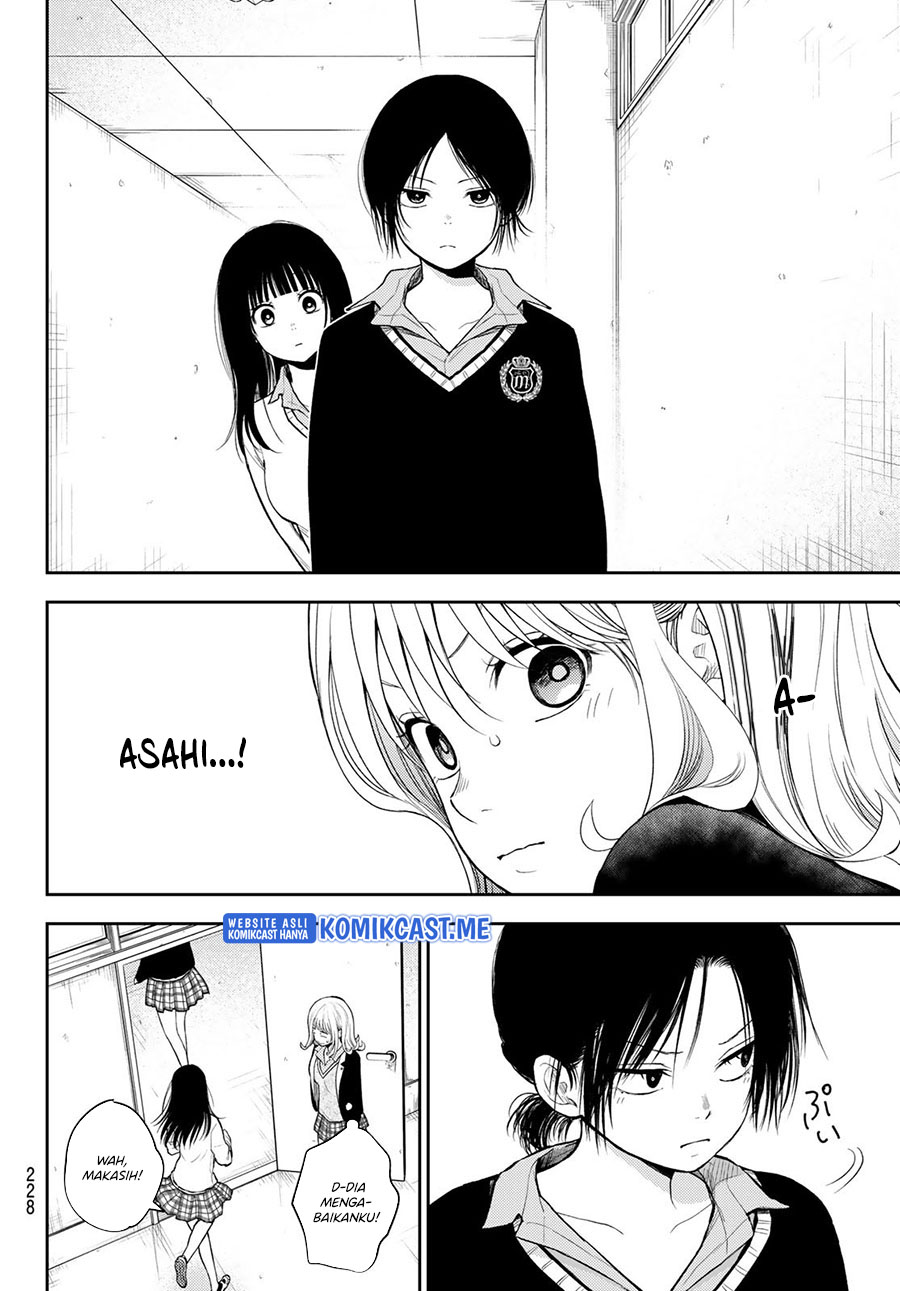 A-
ASAHI...!
WEBSITE ASLI
KOMIKCAST HANYA
KOMIKCAST.ME
ぷい
D-DIA
MENGA-
BAIKANKU!
WAH,
MAKASIH!
228
m